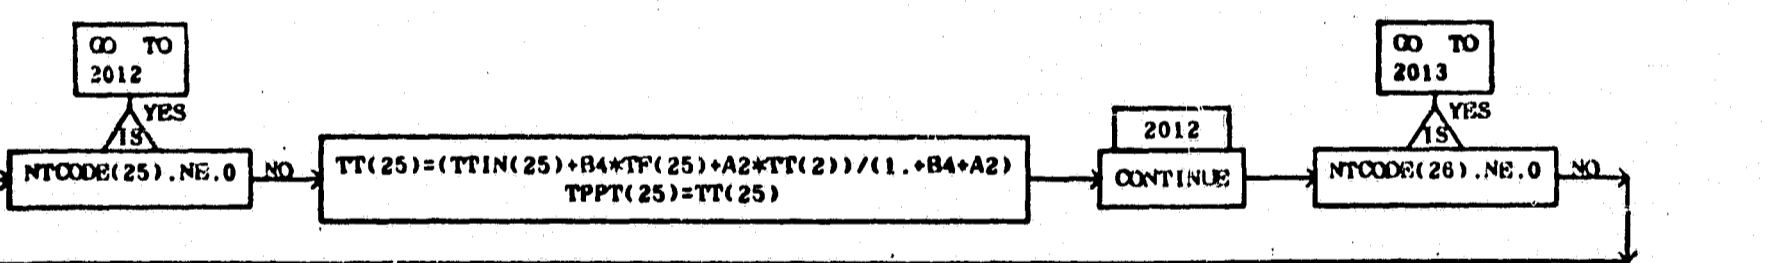 GO TO
2012
YES
IS
NTCODE(25).NE.0
NO
TT(25)=(TTIN(25)+B4*TF(25)+A2*TT(2))/(1.+B4+A2)
TPPT(25)=TT(25)
2012
CONTINUE
GO TO
2013
YES
IS
NTCODE(26).NE.0
NO